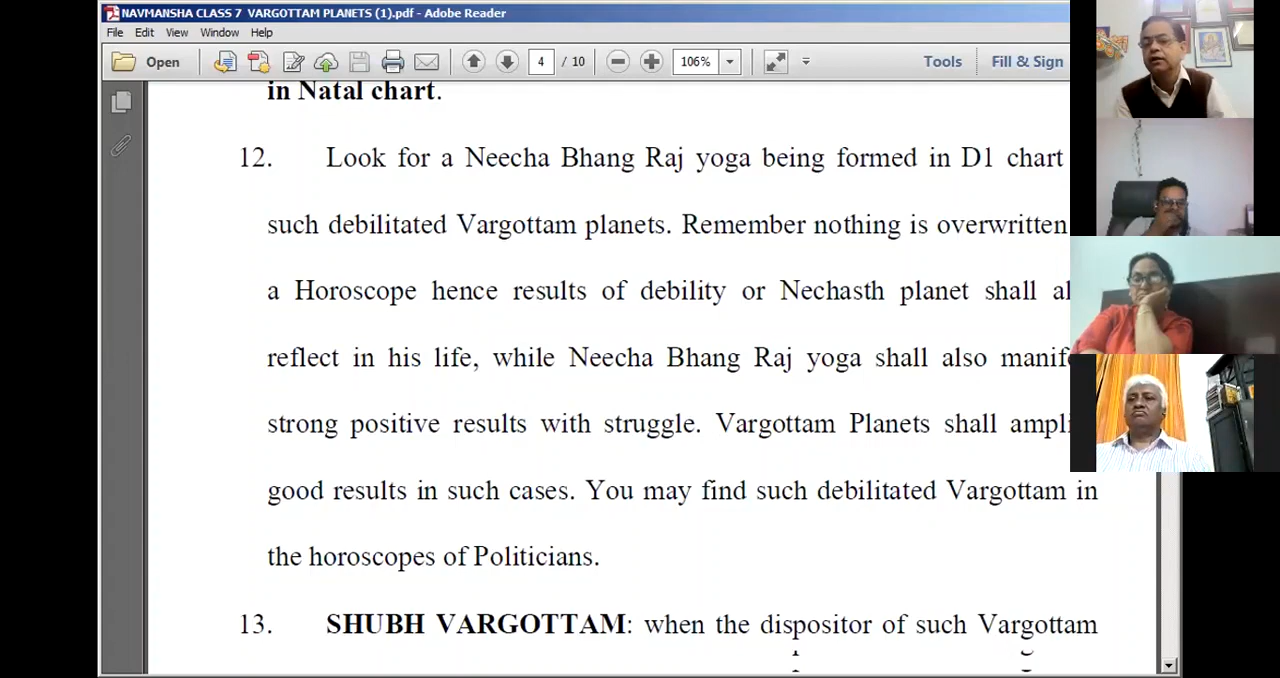 NAVMANSHA CLASS 7 VARGOTTAM PLANETS (1).pdf - Adobe Reader
File Edit View Window Help
Open 4 / 10 106% Tools Fill & Sign
in Natal chart.
12. Look for a Neecha Bhang Raj yoga being formed in D1 chart
such debilitated Vargottam planets. Remember nothing is overwritten
a Horoscope hence results of debility or Nechasth planet shall
reflect in his life, while Neecha Bhang Raj yoga shall also
strong positive results with struggle. Vargottam Planets shall
good results in such cases. You may find such debilitated Vargottam in
the horoscopes of Politicians.
13. SHUBH VARGOTTAM: when the dispositor of such Vargottam